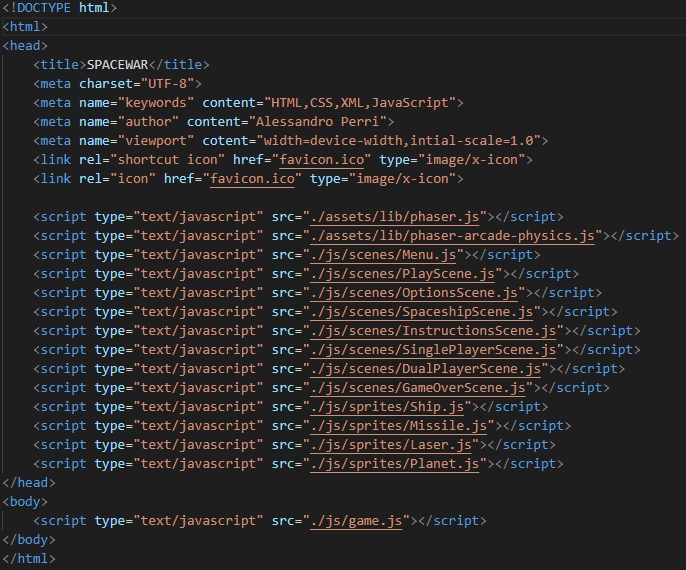 <!DOCTYPE html>
<html>
<head>
    <title>SPACEWAR</title>
    <meta charset="UTF-8">
    <meta name="keywords" content="HTML,CSS,XML,JavaScript">
    <meta name="author" content="Alessandro Perri">
    <meta name="viewport" cotent="width=device-width,intial-scale=1.0">
    <link rel="shortcut icon" href="favicon.ico" type="image/x-icon">
    <link rel="icon" href="favicon.ico" type="image/x-icon">

    <script type="text/javascript" src="./assets/lib/phaser.js"></script>
    <script type="text/javascript" src="./assets/lib/phaser-arcade-physics.js"></script>
    <script type="text/javascript" src="./js/scenes/Menu.js"></script>
    <script type="text/javascript" src="./js/scenes/PlayScene.js"></script>
    <script type="text/javascript" src="./js/scenes/OptionsScene.js"></script>
    <script type="text/javascript" src="./js/scenes/SpaceshipScene.js"></script>
    <script type="text/javascript" src="./js/scenes/InstructionsScene.js"></script>
    <script type="text/javascript" src="./js/scenes/SinglePlayerScene.js"></script>
    <script type="text/javascript" src="./js/scenes/DualPlayerScene.js"></script>
    <script type="text/javascript" src="./js/scenes/GameOverScene.js"></script>
    <script type="text/javascript" src="./js/sprites/Ship.js"></script>
    <script type="text/javascript" src="./js/sprites/Missile.js"></script>
    <script type="text/javascript" src="./js/sprites/Laser.js"></script>
    <script type="text/javascript" src="./js/sprites/Planet.js"></script>
</head>
<body>
    <script type="text/javascript" src="./js/game.js"></script>
</body>
</html>